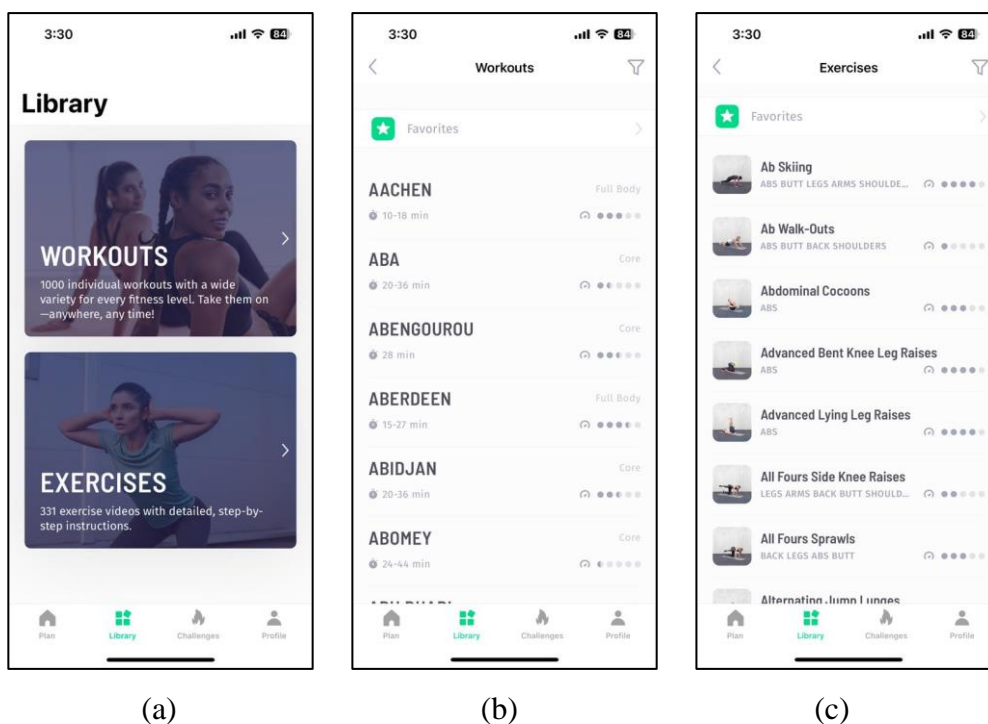 3:30
84
Library
WORKOUTS
1000 individual workouts with a wide
variety for every fitness level. Take them on
—anywhere, any time!
EXERCISES
331 exercise videos with detailed, step-by-
step instructions.
Plan
Library
Challenges
Profile
(a)
3:30
84
Workouts
Favorites
AACHEN
Full Body
10-18 min
ABA
Core
20-36 min
ABENGOUROU
Core
28 min
ABERDEEN
Full Body
15-27 min
ABIDJAN
Core
20-36 min
ABOMEY
Core
24-44 min
Plan
Library
Challenges
Profile
(b)
3:30
84
Exercises
Favorites
Ab Skiing
ABS BUTT LEGS ARMS SHOULDE...
Ab Walk-Outs
ABS BUTT BACK SHOULDERS
Abdominal Cocoons
ABS
Advanced Bent Knee Leg Raises
ABS
Advanced Lying Leg Raises
ABS
All Fours Side Knee Raises
LEGS ARMS BACK BUTT SHOULD...
All Fours Sprawls
BACK LEGS ABS BUTT
Alternating Jump Lunges
Plan
Library
Challenges
Profile
(c)